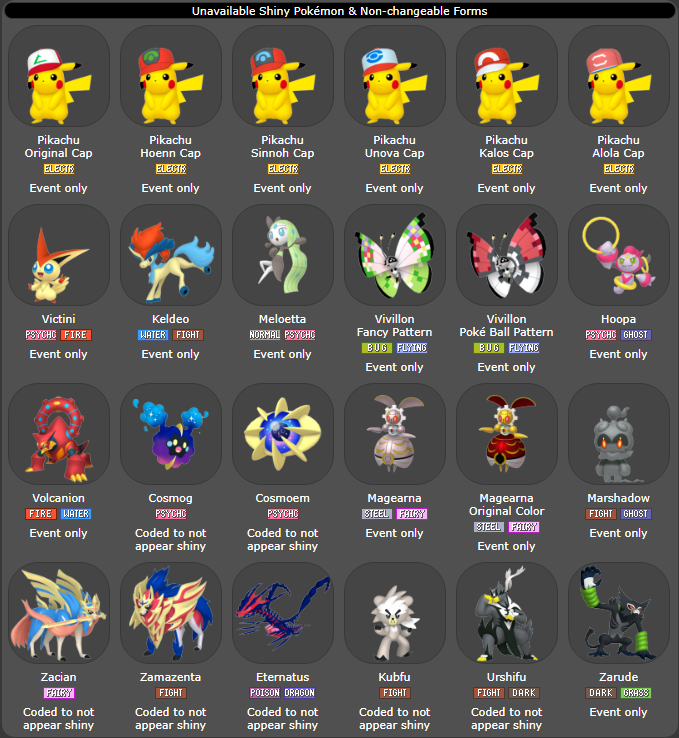 Unavailable Shiny Pokémon & Non-changeable Forms
Pikachu Pikachu Pikachu Pikachu Pikachu Pikachu
Original Cap Hoenn Cap Sinnoh Cap Unova Cap Kalos Cap Alola Cap
ELECTR ELECTR ELECTR ELECTR ELECTR ELECTR
Event only Event only Event only Event only Event only Event only
Victini Keldeo Meloetta Vivillon Vivillon Hoopa
Fancy Pattern Poké Ball Pattern
PSYCHC FIRE WATER FIGHT NORMAL PSYCHC BUG FLYING BUG FLYING PSYCHC GHOST
Event only Event only Event only Event only Event only Event only
Volcanion Cosmog Cosmoem Magearna Magearna Marshadow
Original Color
FIRE WATER PSYCHC PSYCHC STEEL FAIRY STEEL FAIRY FIGHT GHOST
Event only Coded to not Coded to not Event only Event only Event only
appear shiny appear shiny
Zacian Zamazenta Eternatus Kubfu Urshifu Zarude
FAIRY FIGHT POISON DRAGON FIGHT FIGHT DARK DARK GRASS
Coded to not Coded to not Coded to not Coded to not Coded to not Event only
appear shiny appear shiny appear shiny appear shiny appear shiny